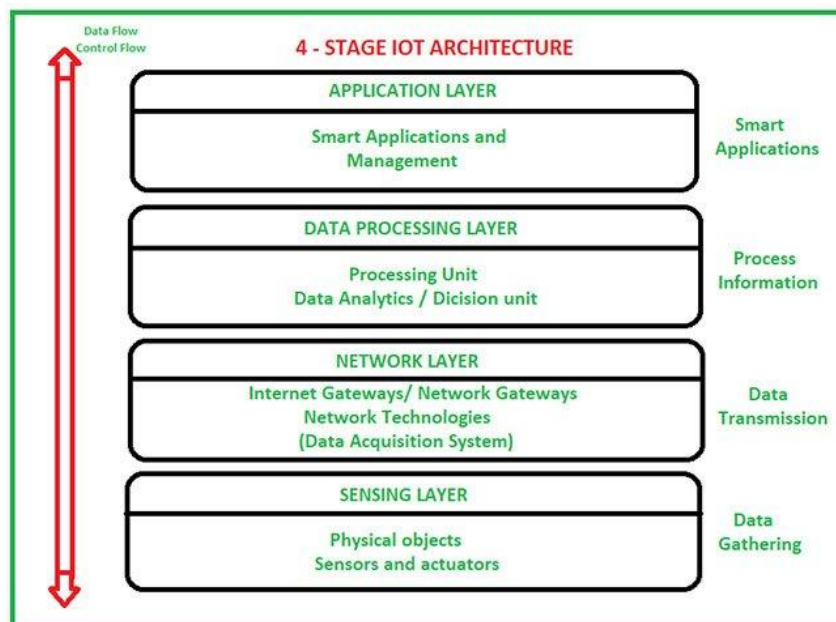 Data Flow
Control Flow
4 - STAGE IOT ARCHITECTURE
APPLICATION LAYER
Smart Applications and
Management
Smart
Applications
DATA PROCESSING LAYER
Processing Unit
Data Analytics / Dicision unit
Process
Information
NETWORK LAYER
Internet Gateways/ Network Gateways
Network Technologies
(Data Acquisition System)
Data
Transmission
SENSING LAYER
Physical objects
Sensors and actuators
Data
Gathering